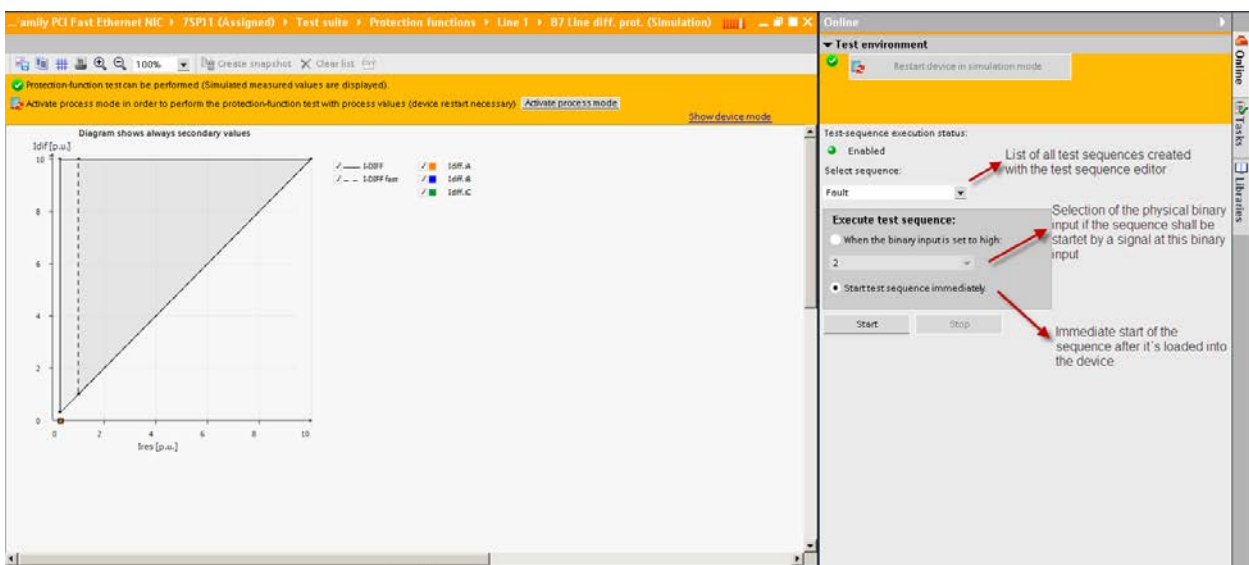 ...'amily PCI Fast Ethernet NIC ▸ 7SP11 (Assigned) ▸ Test suite ▸ Protection functions ▸ Line 1 ▸ 87 Line diff. prot. (Simulation)
100%
Create snapshot
Clear list
Protection-function test can be performed (Simulated measured values are displayed).
Activate process mode in order to perform the protection-function test with process values (device restart necessary)
Activate process mode
Show device mode
Diagram shows always secondary values
Idif [p.u.]
10
8
6
4
2
0
0 2 4 6 8 10
Ires [p.u.]
I-DIFF
I-DIFF fast
Idiff.A
Idiff.B
Idiff.C
Online
Test environment
Restart device in simulation mode
Test-sequence execution status:
Enabled
Select sequence:
Fault
Execute test sequence:
When the binary input is set to high:
2
Start test sequence immediately.
Start
Stop
List of all test sequences created
with the test sequence editor
Selection of the physical binary
input if the sequence shall be
startet by a signal at this binary
input
Immediate start of the
sequence after it´s loaded into
the device
Online
Tasks
Libraries